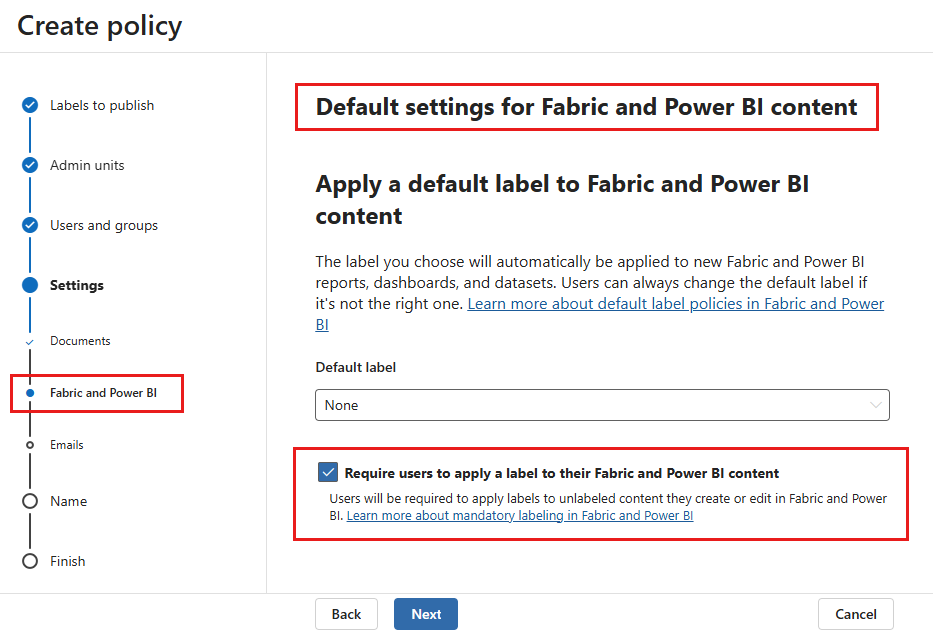 Create policy
Labels to publish
Admin units
Users and groups
Settings
Documents
Fabric and Power BI
Emails
Name
Finish
Default settings for Fabric and Power BI content
Apply a default label to Fabric and Power BI
content
The label you choose will automatically be applied to new Fabric and Power BI
reports, dashboards, and datasets. Users can always change the default label if
it's not the right one. Learn more about default label policies in Fabric and Power
BI
Default label
None
Require users to apply a label to their Fabric and Power BI content
Users will be required to apply labels to unlabeled content they create or edit in Fabric and Power
BI. Learn more about mandatory labeling in Fabric and Power BI
Back
Next
Cancel